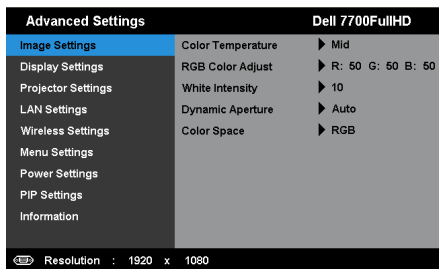 Advanced Settings Dell 7700FullHD
Image Settings Color Temperature Mid
Display Settings RGB Color Adjust R: 50 G: 50 B: 50
Projector Settings White Intensity 10
LAN Settings Dynamic Aperture Auto
Wireless Settings Color Space RGB
Menu Settings
Power Settings
PIP Settings
Information
Resolution : 1920 x 1080